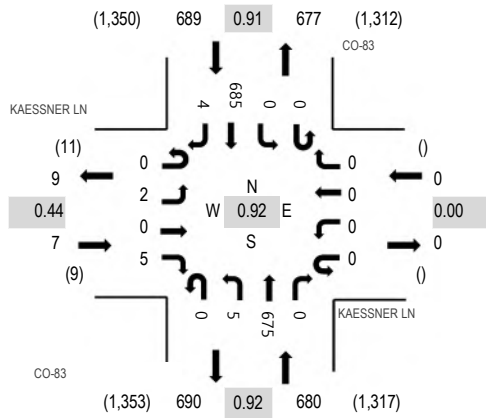 (1,350) 689 0.91 677 (1,312)
CO-83
KAESSNER LN
4 685 0 0
(11) 0 0 ()
9 2 N 0 0
0.44 0 W 0.92 E 0 0.00
7 5 S 0 0
(9) 0 5 675 0 ()
KAESSNER LN
CO-83
(1,353) 690 0.92 680 (1,317)